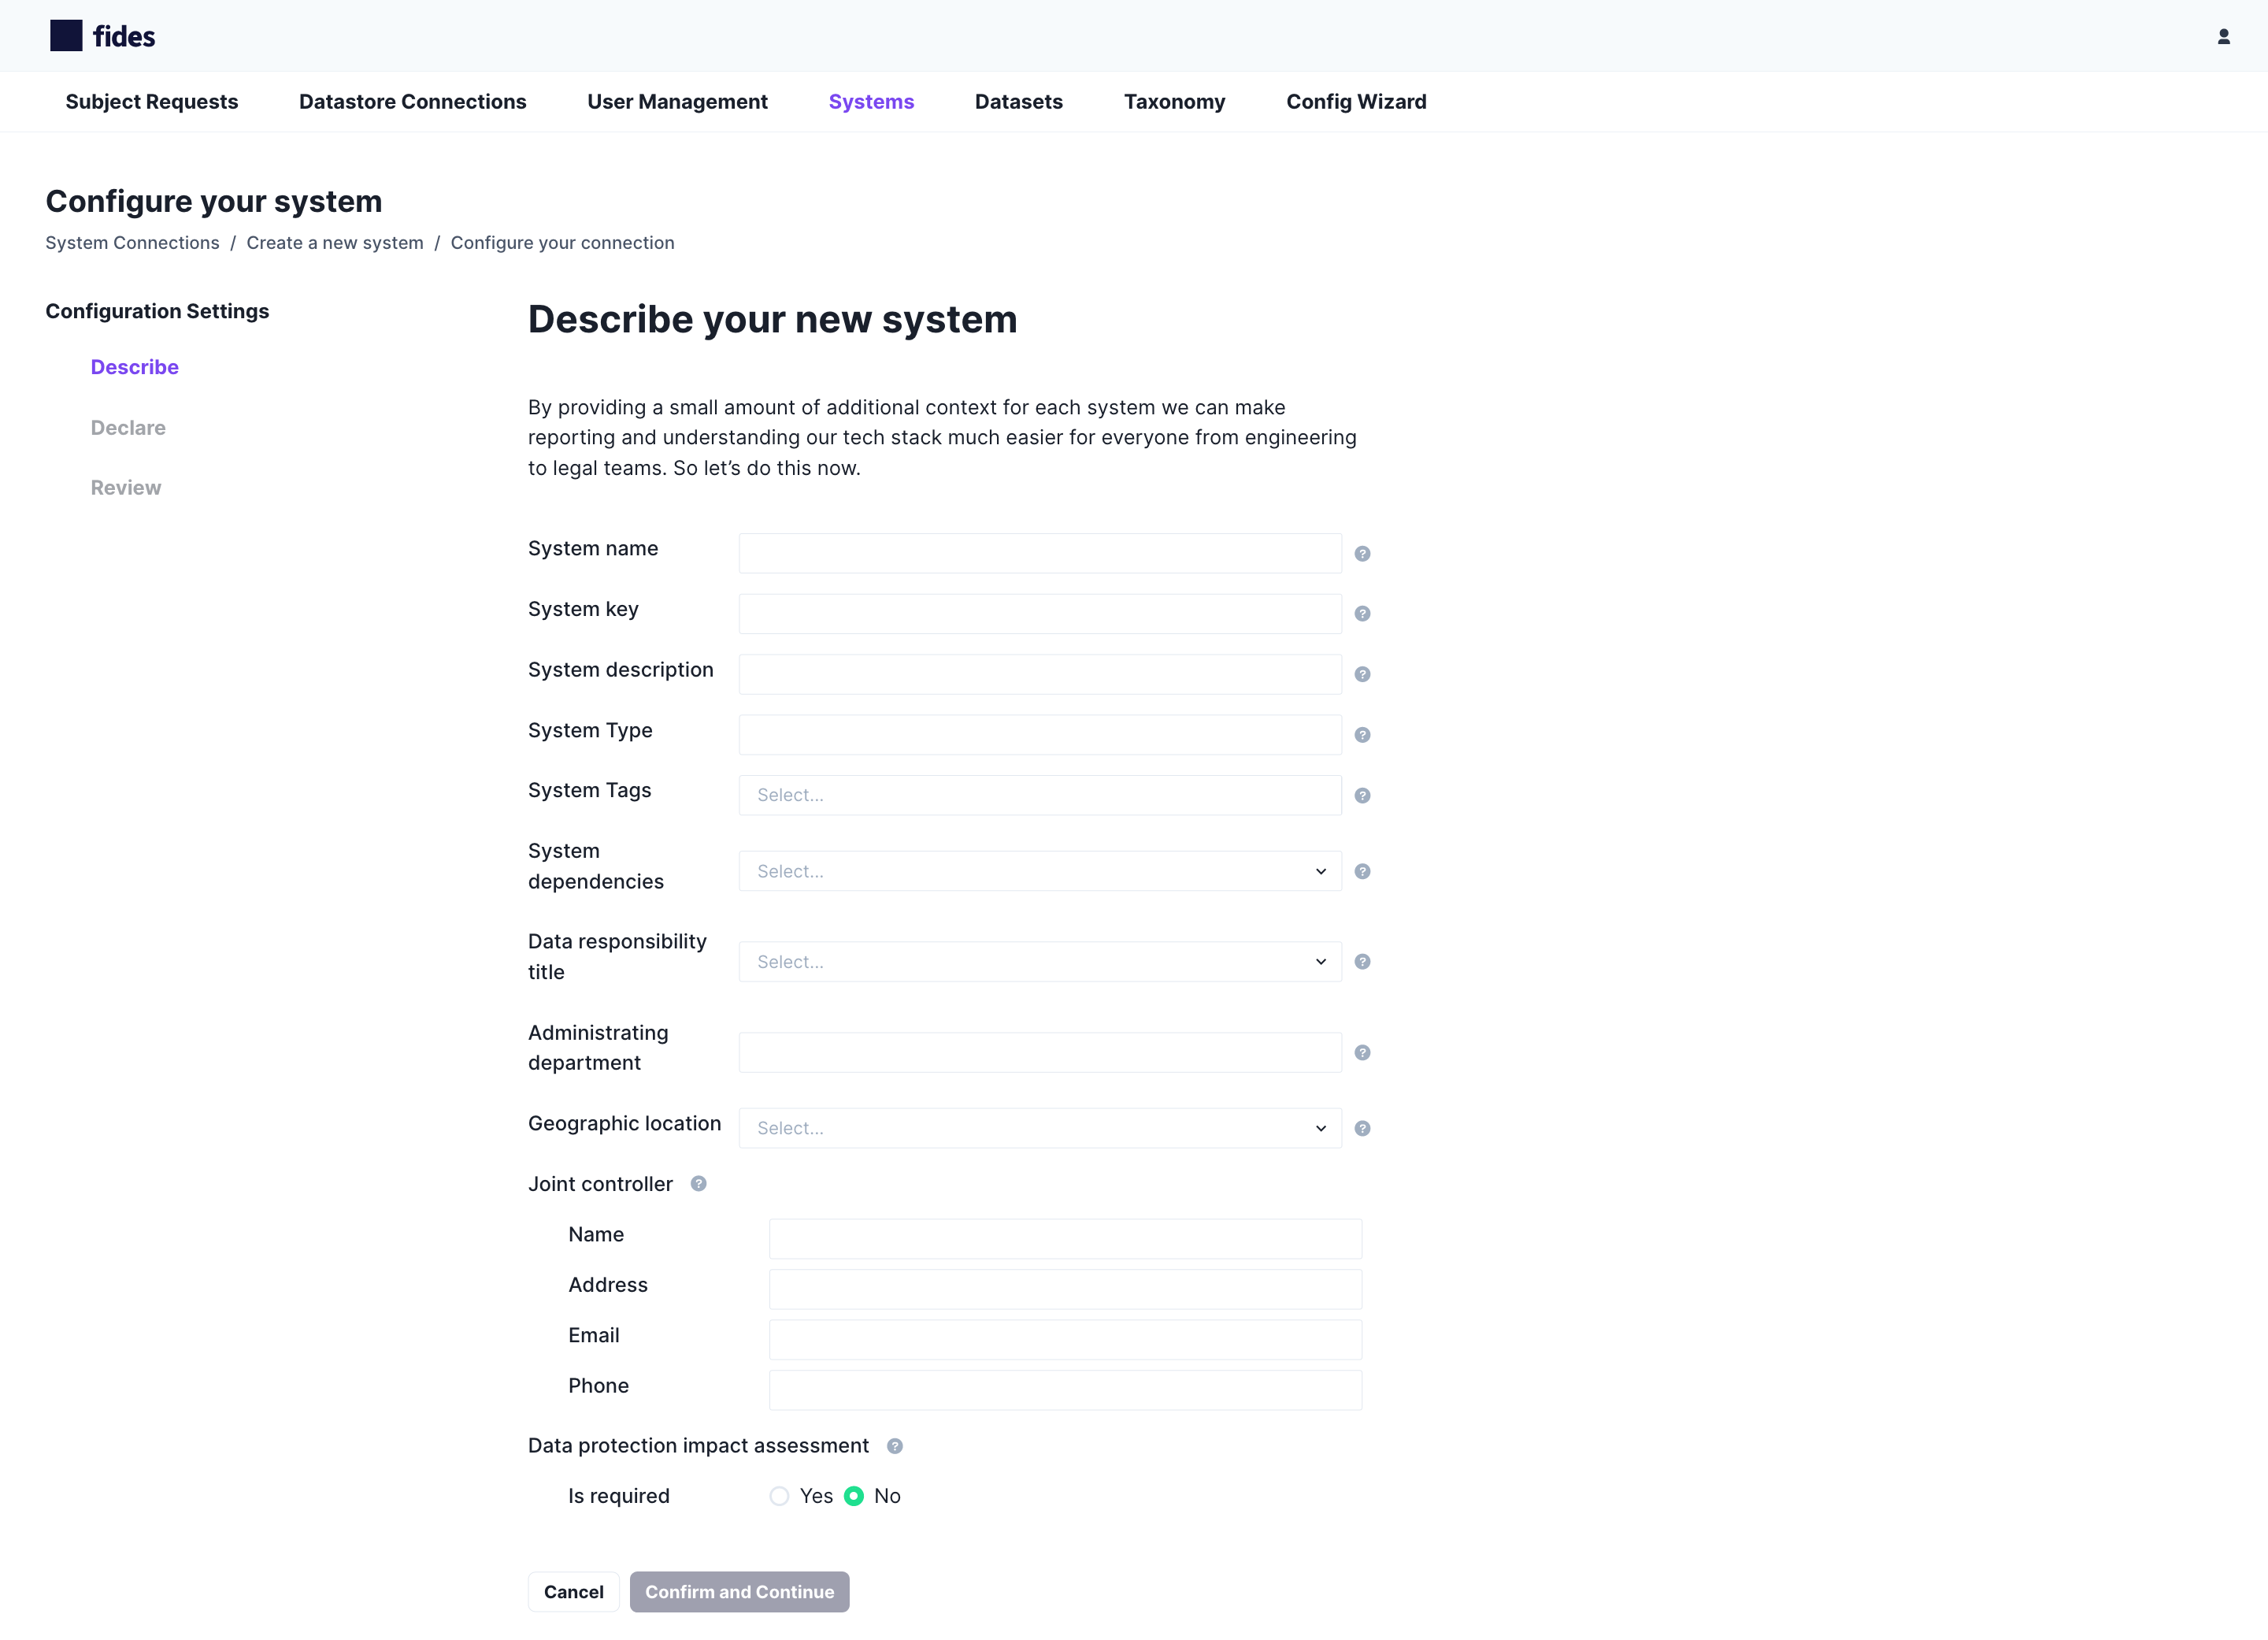 fides
Subject Requests Datastore Connections User Management Systems Datasets Taxonomy Config Wizard
Configure your system
System Connections / Create a new system / Configure your connection
Configuration Settings
Describe
Declare
Review
Describe your new system
By providing a small amount of additional context for each system we can make
reporting and understanding our tech stack much easier for everyone from engineering
to legal teams. So let’s do this now.
System name ?
System key ?
System description ?
System Type ?
System Tags Select... ?
System
dependencies Select... ?
Data responsibility
title Select... ?
Administrating
department ?
Geographic location Select... ?
Joint controller ?
Name
Address
Email
Phone
Data protection impact assessment ?
Is required Yes No
Cancel Confirm and Continue